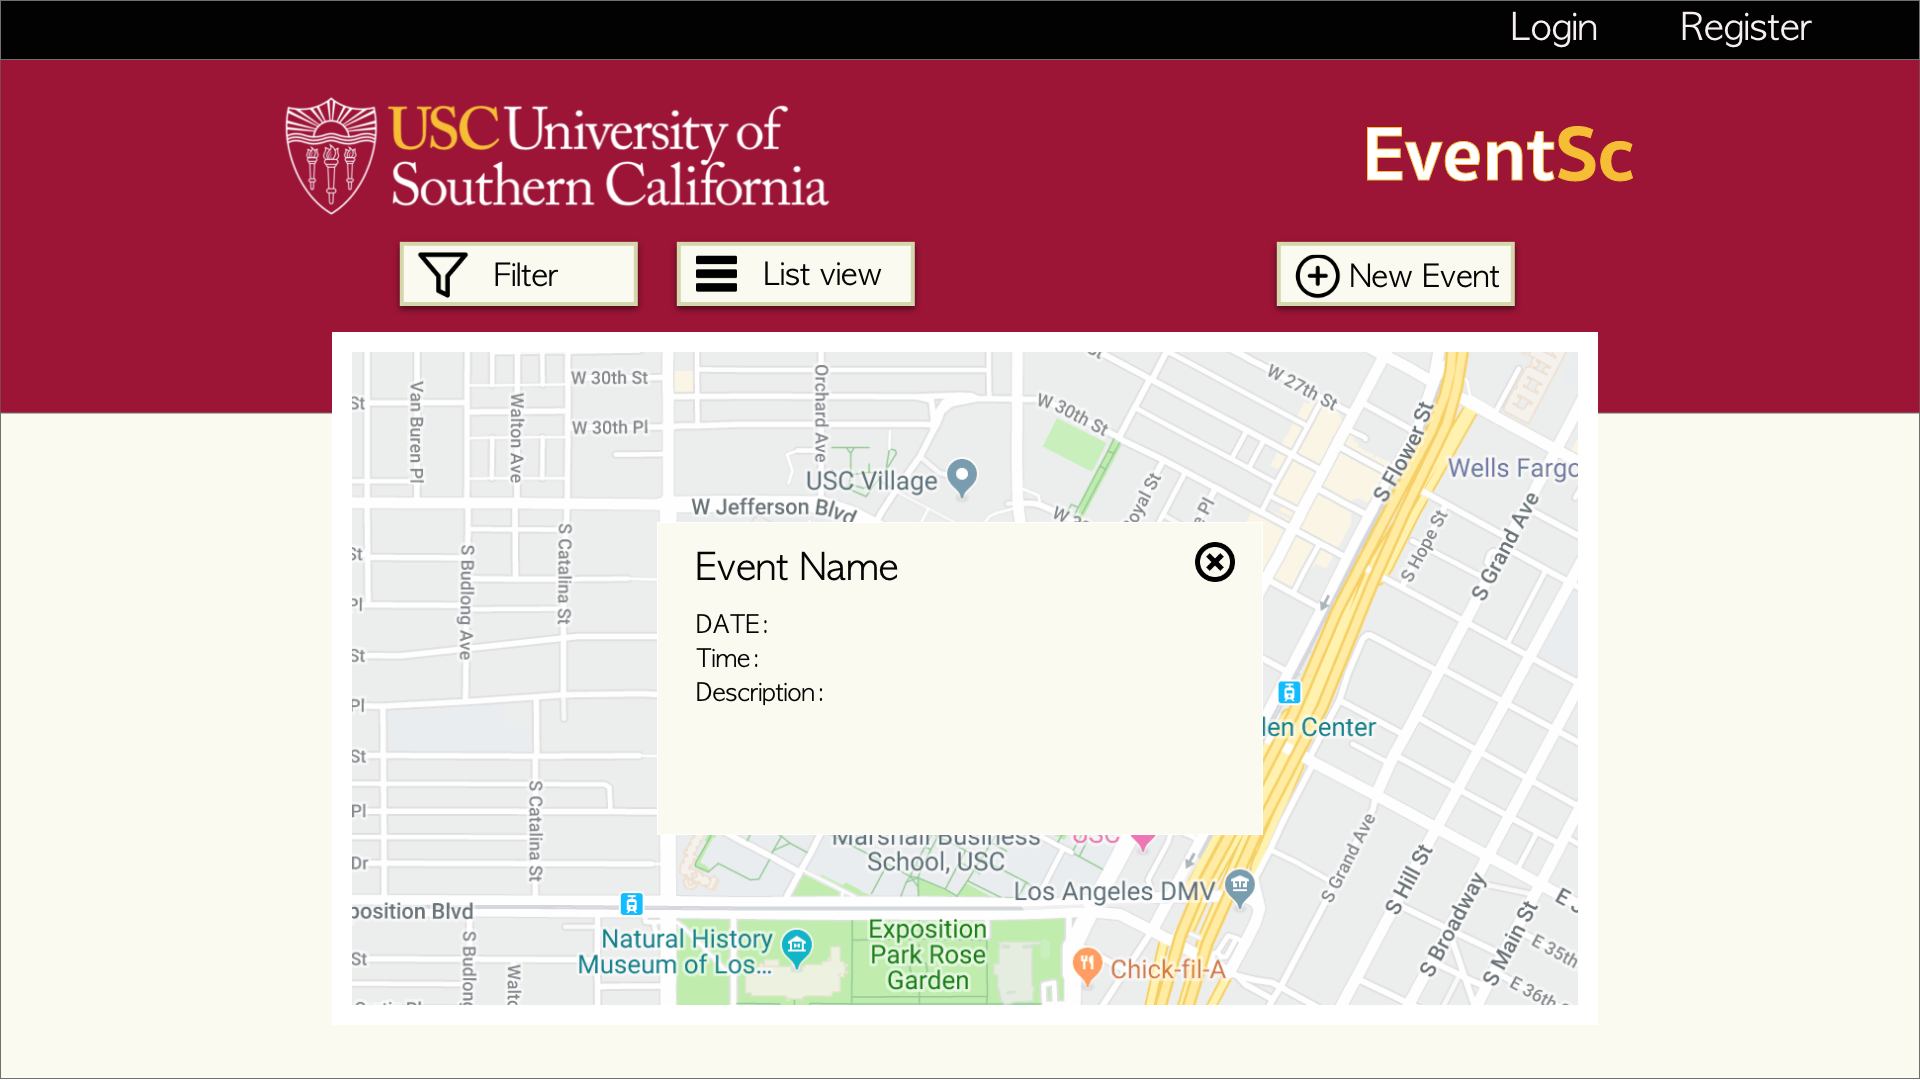 Login Register
USC University of
Southern California
EventSc
Filter
List view
New Event
W 30th St
W 27th St
St
Van Buren Pl
Walton Ave
Orchard Ave
W 30th St
W 30th Pl
S Flower St
Wells Fargo
USC Village
W Jefferson Blvd
S Grand Ave
S Hope St
St
S Budlong Ave
S Catalina St
Event Name
DATE:
Time:
Description:
Pl
St
Pl
len Center
St
S Catalina St
Pl
Marshall Business
School, USC
USC
Dr
S Grand Ave
S Hill St
Los Angeles DMV
position Blvd
S Broadway
S Main St
E 35th
E 36th
Natural History
Museum of Los...
Exposition
Park Rose
Garden
Chick-fil-A
St
S Budlong